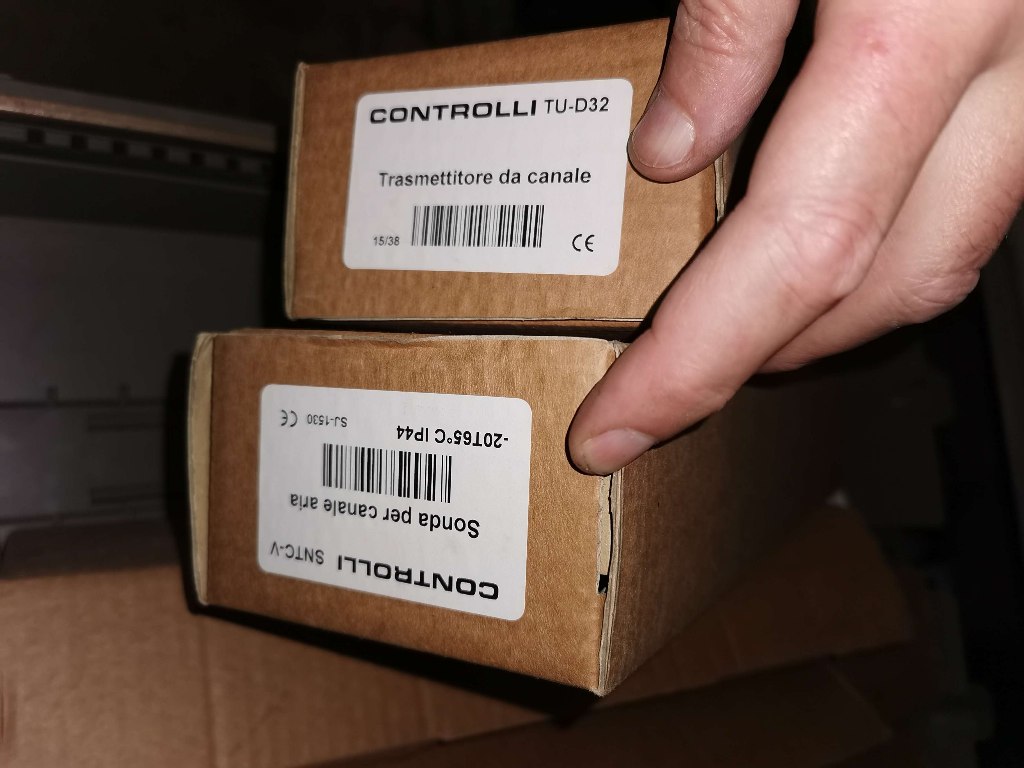 CONTROLLI TU-D32
Trasmettitore da canale
15/38 CE
CONTROLLI SNTC-V
Sonda per canale aria
-20T65°C IP44
SJ-1530 CE